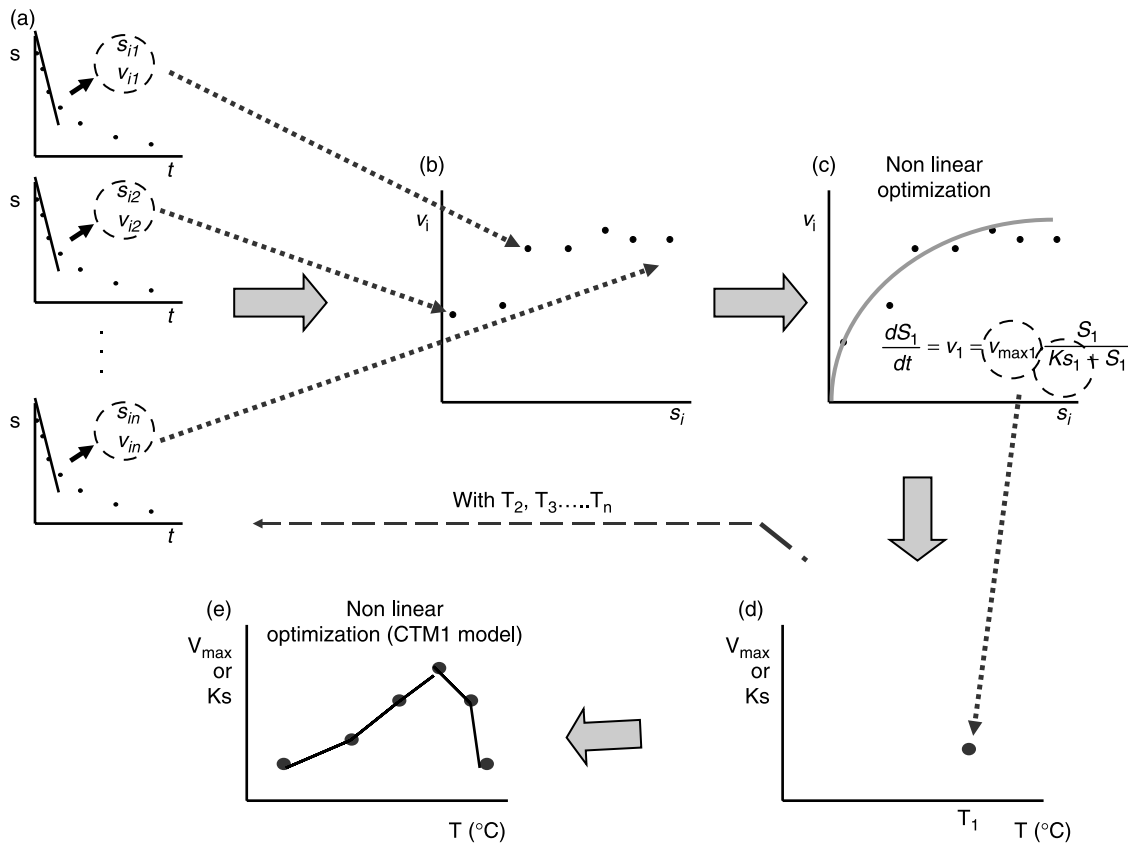 (a)
s
s_i1
v_i1
t
s
s_i2
v_i2
t
s
s_in
v_in
t
(b)
v_i
s_i
(c)
Non linear
optimization
v_i
dS_1/dt = v_1 = v_max1 S_1/(Ks_1 + S_1)
s_i
With T_2, T_3.....T_n
(d)
V_max
or
Ks
T_1
T (°C)
(e)
Non linear
optimization (CTM1 model)
V_max
or
Ks
T (°C)